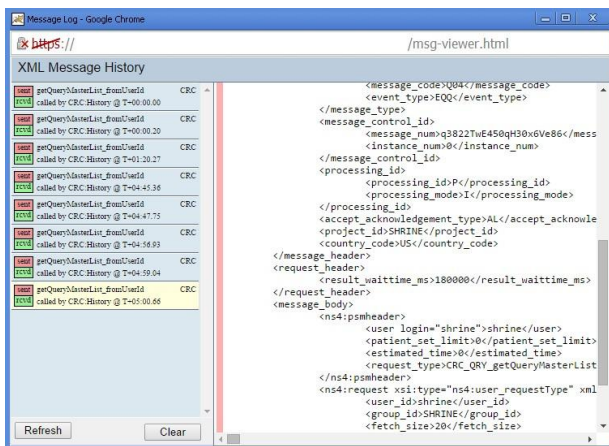 Message Log - Google Chrome
https:// /msg-viewer.html
XML Message History
sent getQueryMasterList_fromUserId CRC
rcvd called by CRC:History @ T+00:00.00
sent getQueryMasterList_fromUserId CRC
rcvd called by CRC:History @ T+00:00.20
sent getQueryMasterList_fromUserId CRC
rcvd called by CRC:History @ T+01:20.27
sent getQueryMasterList_fromUserId CRC
rcvd called by CRC:History @ T+04:45.36
sent getQueryMasterList_fromUserId CRC
rcvd called by CRC:History @ T+04:47.75
sent getQueryMasterList_fromUserId CRC
rcvd called by CRC:History @ T+04:56.93
sent getQueryMasterList_fromUserId CRC
rcvd called by CRC:History @ T+04:59.04
sent getQueryMasterList_fromUserId CRC
rcvd called by CRC:History @ T+05:00.66
Refresh
Clear
<message_code>Q04</message_code>
<event_type>EQQ</event_type>
</message_type>
<message_control_id>
<message_num>q3822TwE450qH30x6Ve86</mess
<instance_num>0</instance_num>
</message_control_id>
<processing_id>
<processing_id>P</processing_id>
<processing_mode>I</processing_mode>
</processing_id>
<accept_acknowledgement_type>AL</accept_acknowle
<project_id>SHRINE</project_id>
<country_code>US</country_code>
</message_header>
<request_header>
<result_waittime_ms>180000</result_waittime_ms>
</request_header>
<message_body>
<ns4:psmheader>
<user login="shrine">shrine</user>
<patient_set_limit>0</patient_set_limit>
<estimated_time>0</estimated_time>
<request_type>CRC_QRY_getQueryMasterList
</ns4:psmheader>
<ns4:request xsi:type="ns4:user_requestType" xml
<user_id>shrine</user_id>
<group_id>SHRINE</group_id>
<fetch_size>20</fetch_size>